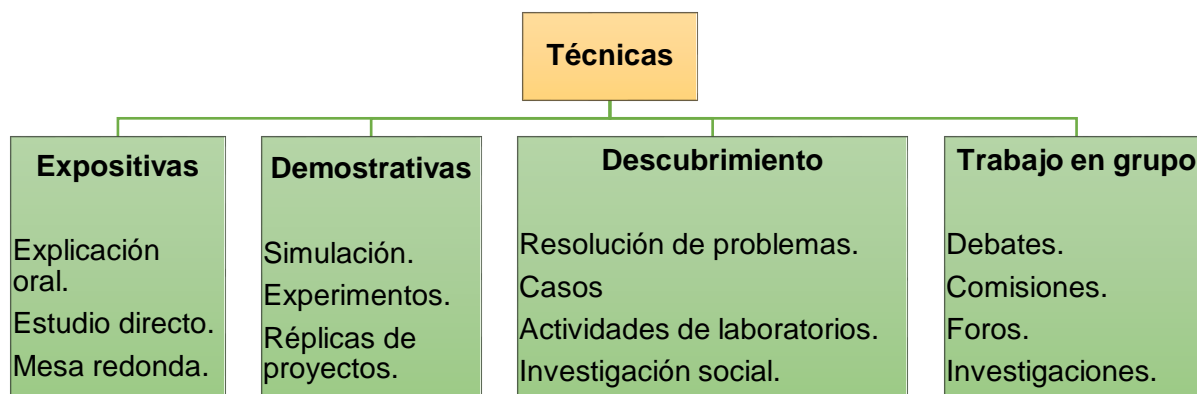 Técnicas
Expositivas
Explicación
oral.
Estudio directo.
Mesa redonda.
Demostrativas
Simulación.
Experimentos.
Réplicas de
proyectos.
Descubrimiento
Resolución de problemas.
Casos
Actividades de laboratorios.
Investigación social.
Trabajo en grupo
Debates.
Comisiones.
Foros.
Investigaciones.